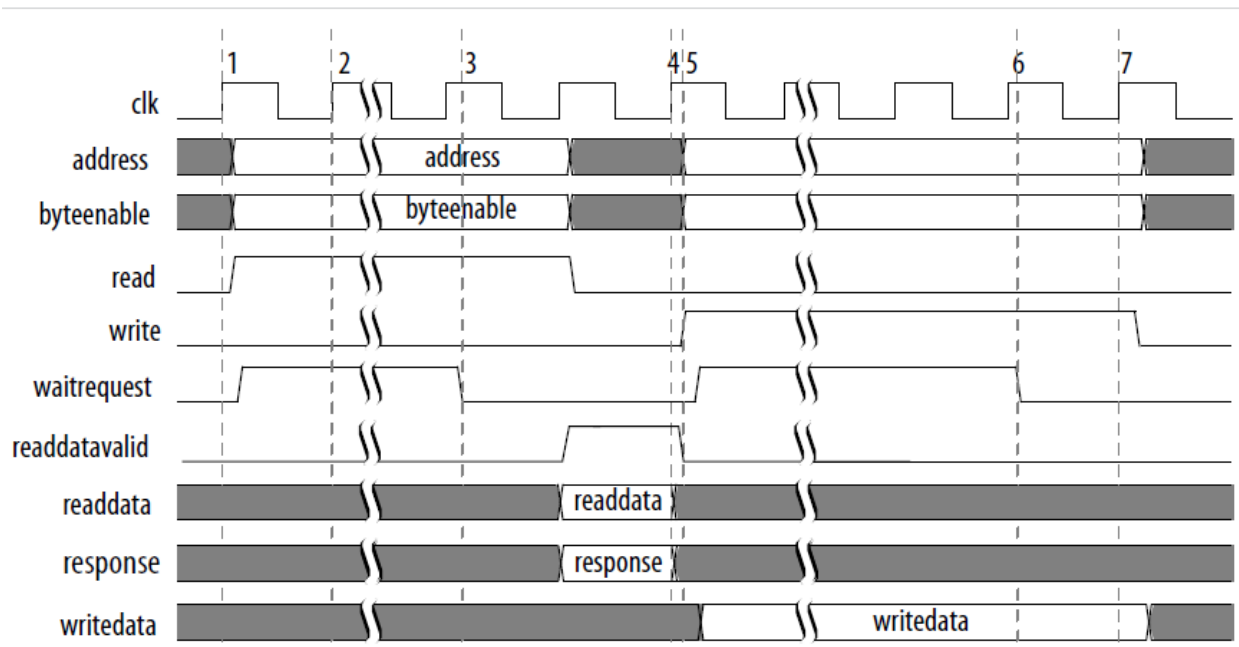 1 2 3 4 5 6 7
clk
address address
byteenable byteenable
read
write
waitrequest
readdatavalid
readdata readdata
response response
writedata writedata